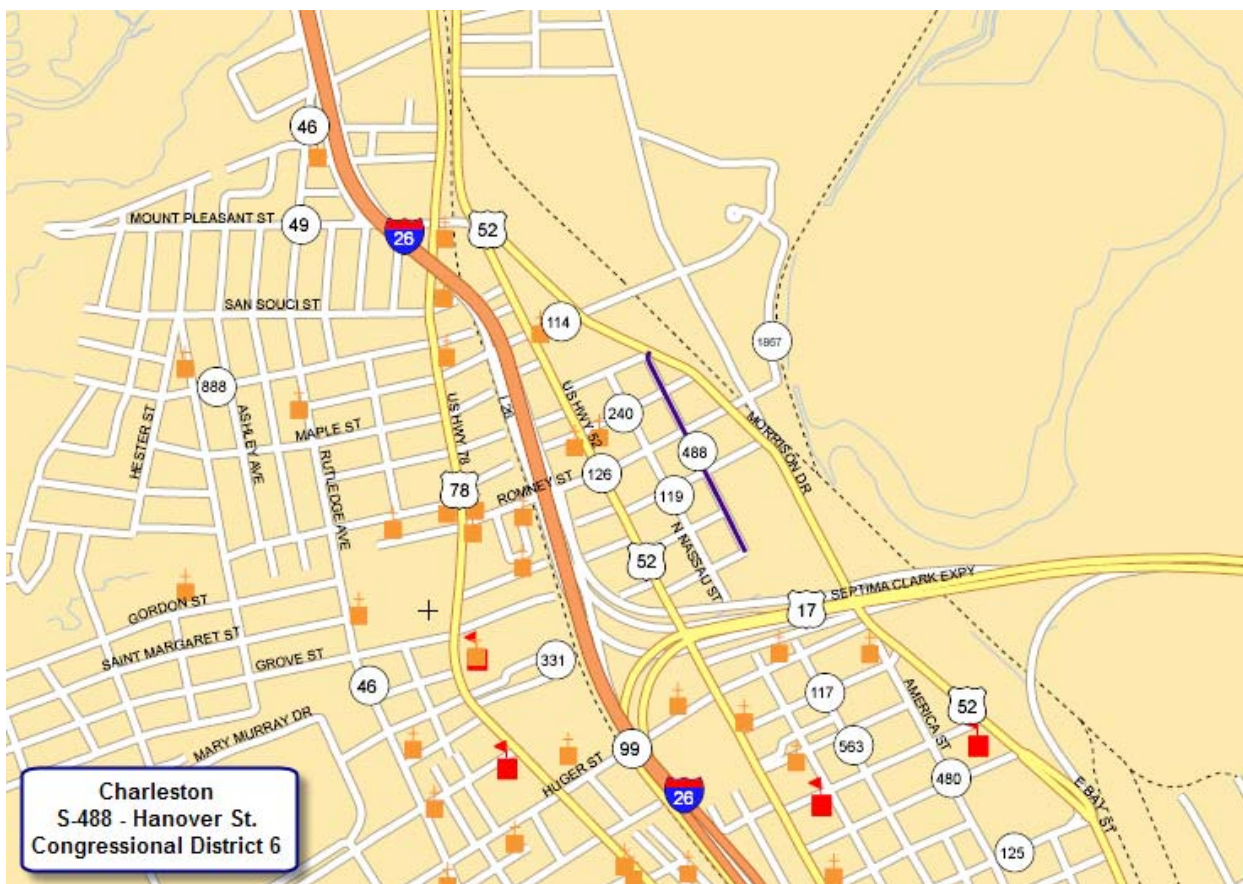 46
MOUNT PLEASANT ST
49
26
52
SAN SOUCI ST
114
1867
888
HESTER ST
ASHLEY AVE
MAPLE ST
RUTLEDGE AVE
US HWY 78
I 26
US HWY 52
240
488
MORRISON DR
78
ROMNEY ST
126
119
N NASSAU ST
52
GORDON ST
SAINT MARGARET ST
GROVE ST
SEPTIMA CLARK EXPY
17
331
46
MARY MURRAY DR
117
AMERICA ST
52
99
HUGER ST
563
480
26
E BAY ST
125
Charleston
S-488 - Hanover St.
Congressional District 6